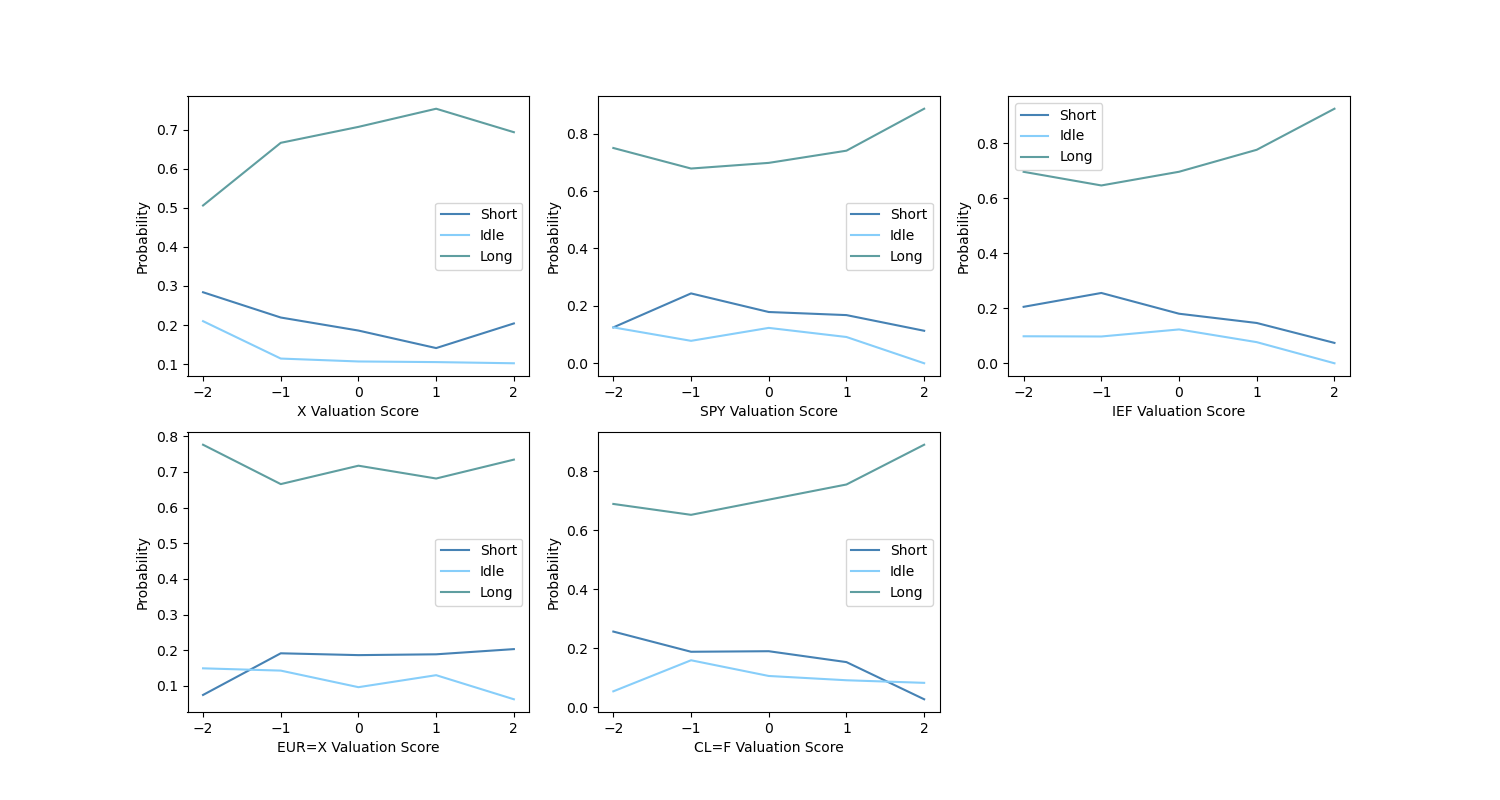 0.7
0.6
0.5
0.4
0.3
0.2
0.1
Probability
Short
Idle
Long
−2 −1 0 1 2
X Valuation Score
0.8
0.6
0.4
0.2
0.0
Probability
Short
Idle
Long
−2 −1 0 1 2
SPY Valuation Score
0.8
0.6
0.4
0.2
0.0
Probability
Short
Idle
Long
−2 −1 0 1 2
IEF Valuation Score
0.8
0.7
0.6
0.5
0.4
0.3
0.2
0.1
Probability
Short
Idle
Long
−2 −1 0 1 2
EUR=X Valuation Score
0.8
0.6
0.4
0.2
0.0
Probability
Short
Idle
Long
−2 −1 0 1 2
CL=F Valuation Score